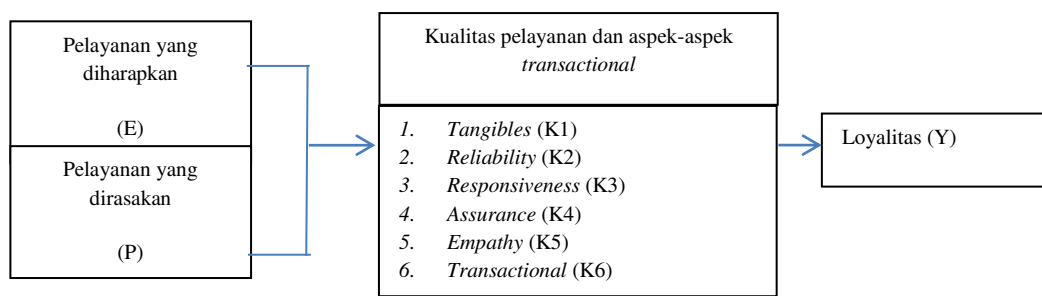 Pelayanan yang
diharapkan
(E)
Pelayanan yang
dirasakan
(P)
Kualitas pelayanan dan aspek-aspek
transactional
1. Tangibles (K1)
2. Reliability (K2)
3. Responsiveness (K3)
4. Assurance (K4)
5. Empathy (K5)
6. Transactional (K6)
Loyalitas (Y)